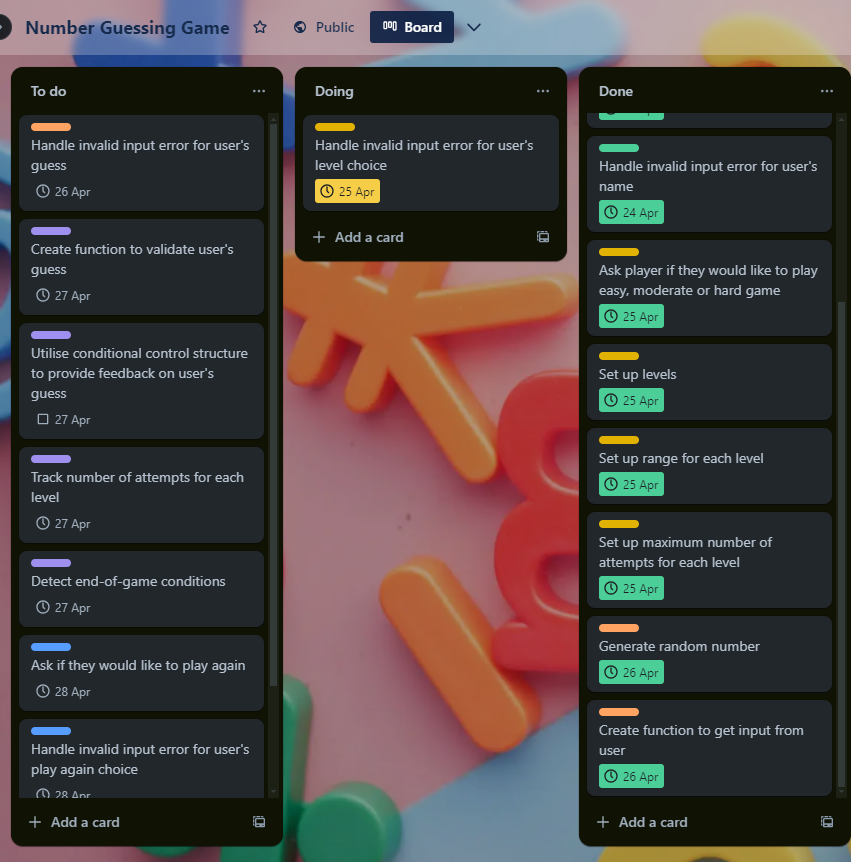 Number Guessing Game
Public
Board
To do
Handle invalid input error for user's
guess
26 Apr
Create function to validate user's
guess
27 Apr
Utilise conditional control structure
to provide feedback on user's
guess
27 Apr
Track number of attempts for each
level
27 Apr
Detect end-of-game conditions
27 Apr
Ask if they would like to play again
28 Apr
Handle invalid input error for user's
play again choice
28 Apr
+ Add a card
Doing
Handle invalid input error for user's
level choice
25 Apr
+ Add a card
Done
Handle invalid input error for user's
name
24 Apr
Ask player if they would like to play
easy, moderate or hard game
25 Apr
Set up levels
25 Apr
Set up range for each level
25 Apr
Set up maximum number of
attempts for each level
25 Apr
Generate random number
26 Apr
Create function to get input from
user
26 Apr
+ Add a card